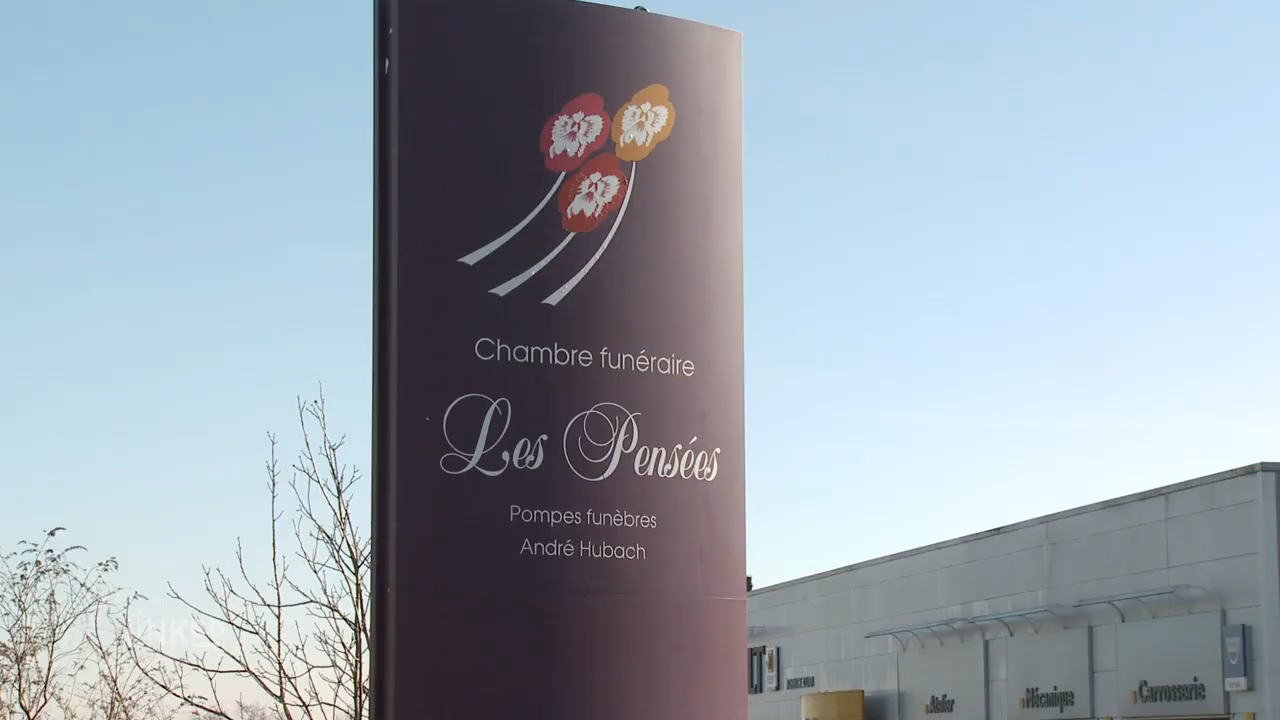 Chambre funéraire
Les Pensées
Pompes funèbres
André Hubach
Atelier
Mécanique
Carrosserie